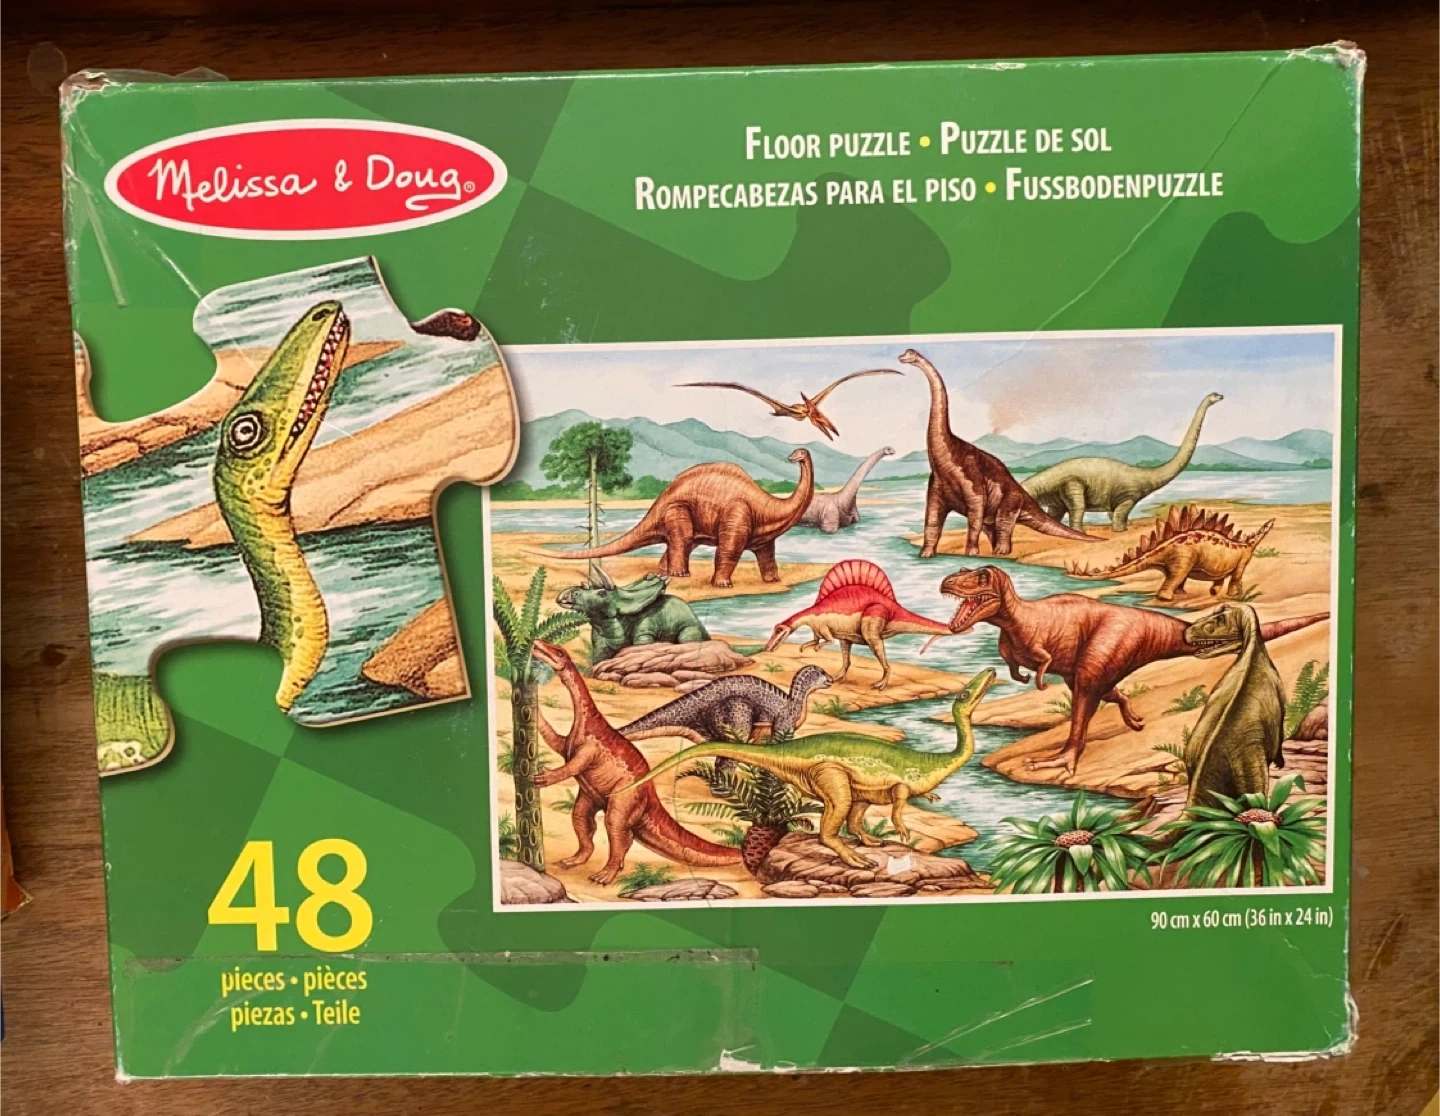 Melissa & Doug®
FLOOR PUZZLE • PUZZLE DE SOL
ROMPECABEZAS PARA EL PISO • FUSSBODENPUZZLE
48
pieces • pièces
piezas • Teile
90 cm x 60 cm (36 in x 24 in)